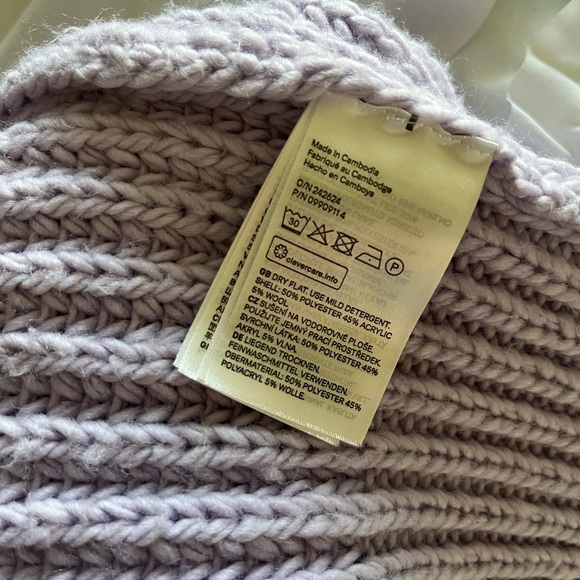 Made in Cambodia
Fabriqué au Cambodge
Hecho en Camboya
O/N 242624
P/N 09909114
30
P
clevercare.info
GB DRY FLAT. USE MILD DETERGENT.
SHELL: 50% POLYESTER 45% ACRYLIC
5% WOOL.
CZ SUŠENÍ NA VODOROVNÉ PLOŠE.
POUŽIJTE JEMNÝ PRACÍ PROSTŘEDEK.
SVRCHNÍ LÁTKA: 50% POLYESTER 45%
AKRYL 5% VLNA.
DE LIEGEND TROCKNEN.
FEINWASCHMITTEL VERWENDEN.
OBERMATERIAL: 50% POLYESTER 45%
POLYACRYL 5% WOLLE.